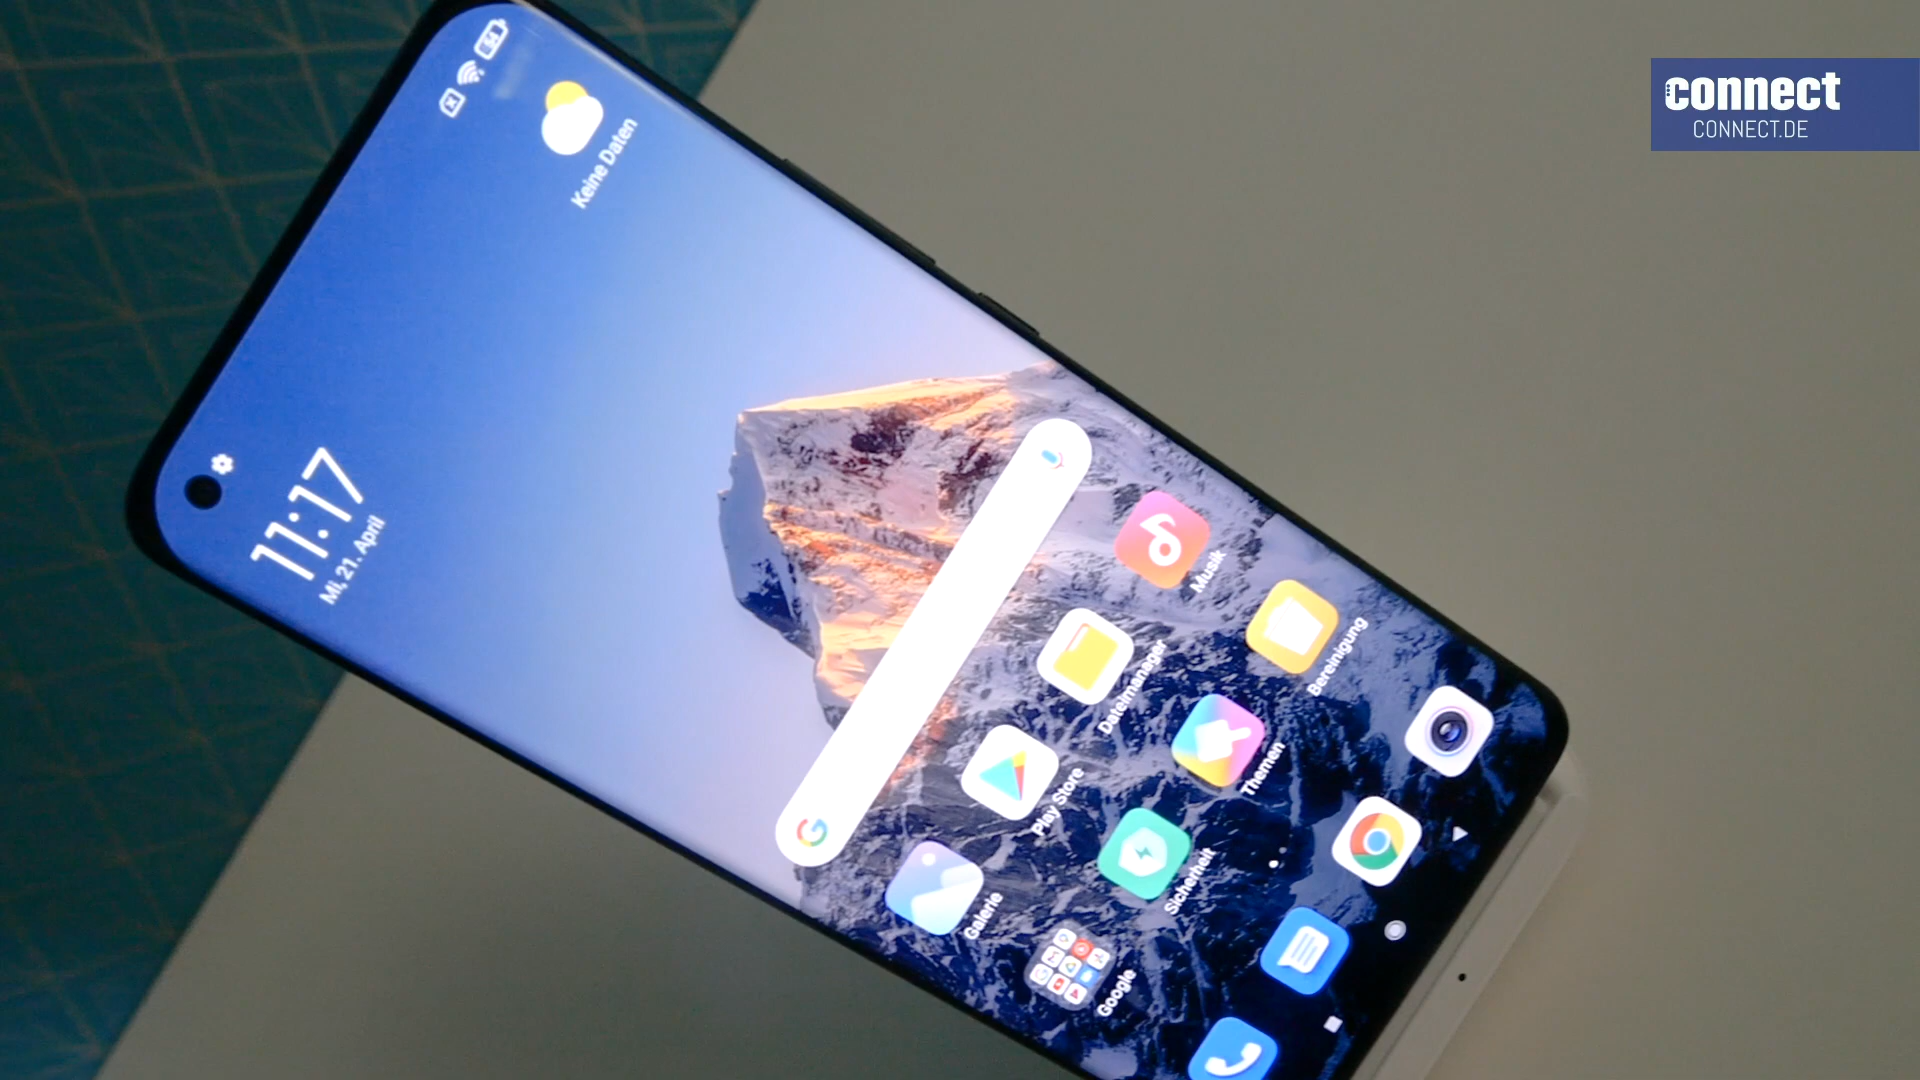 connect
CONNECT.DE
54
Keine Daten
11:17
Mi, 21. April
Musik
Dateimanager
Bereinigung
Play Store
Themen
Galerie
Sicherheit
Google